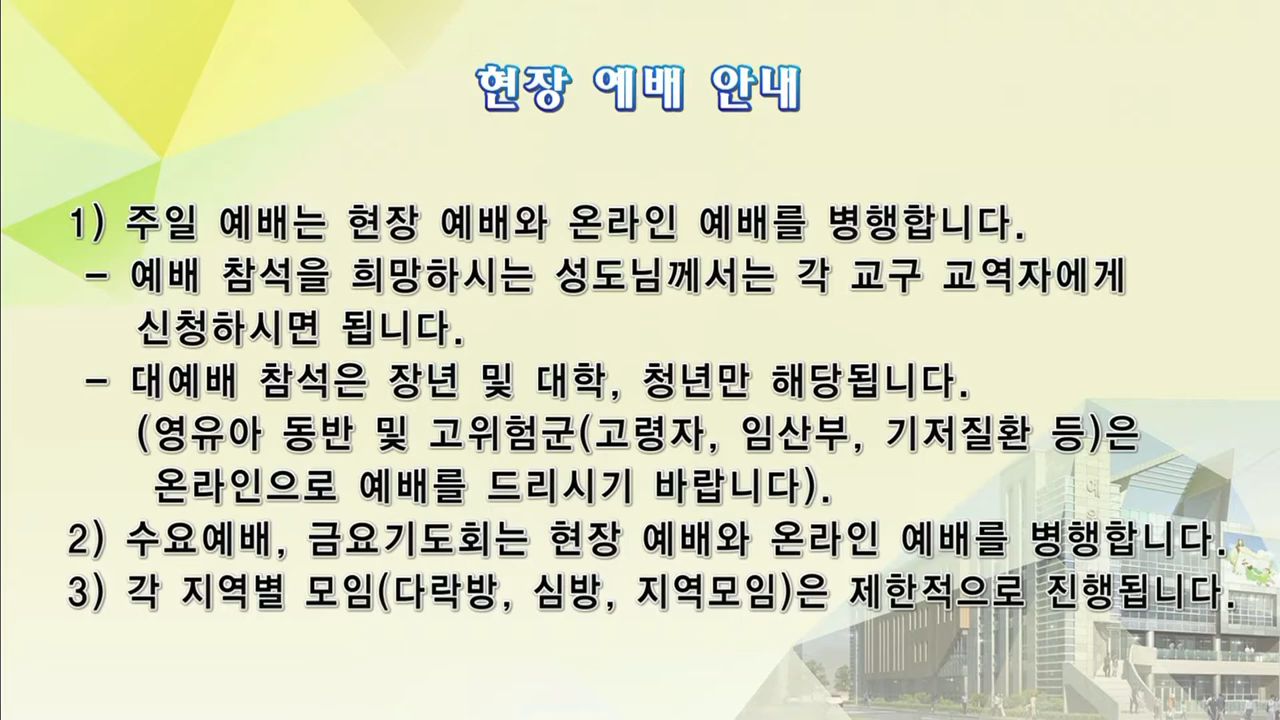 현장 예배 안내
1) 주일 예배는 현장 예배와 온라인 예배를 병행합니다.
- 예배 참석을 희망하시는 성도님께서는 각 교구 교역자에게
신청하시면 됩니다.
- 대예배 참석은 장년 및 대학, 청년만 해당됩니다.
(영유아 동반 및 고위험군(고령자, 임산부, 기저질환 등)은
온라인으로 예배를 드리시기 바랍니다).
2) 수요예배, 금요기도회는 현장 예배와 온라인 예배를 병행합니다.
3) 각 지역별 모임(다락방, 심방, 지역모임)은 제한적으로 진행됩니다.